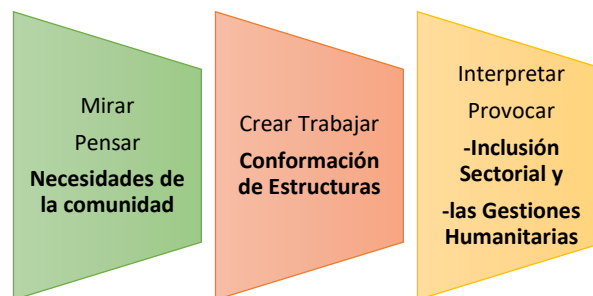 Mirar
Pensar
Necesidades de
la comunidad
Crear Trabajar
Conformación
de Estructuras
Interpretar
Provocar
-Inclusión
Sectorial y
-las Gestiones
Humanitarias